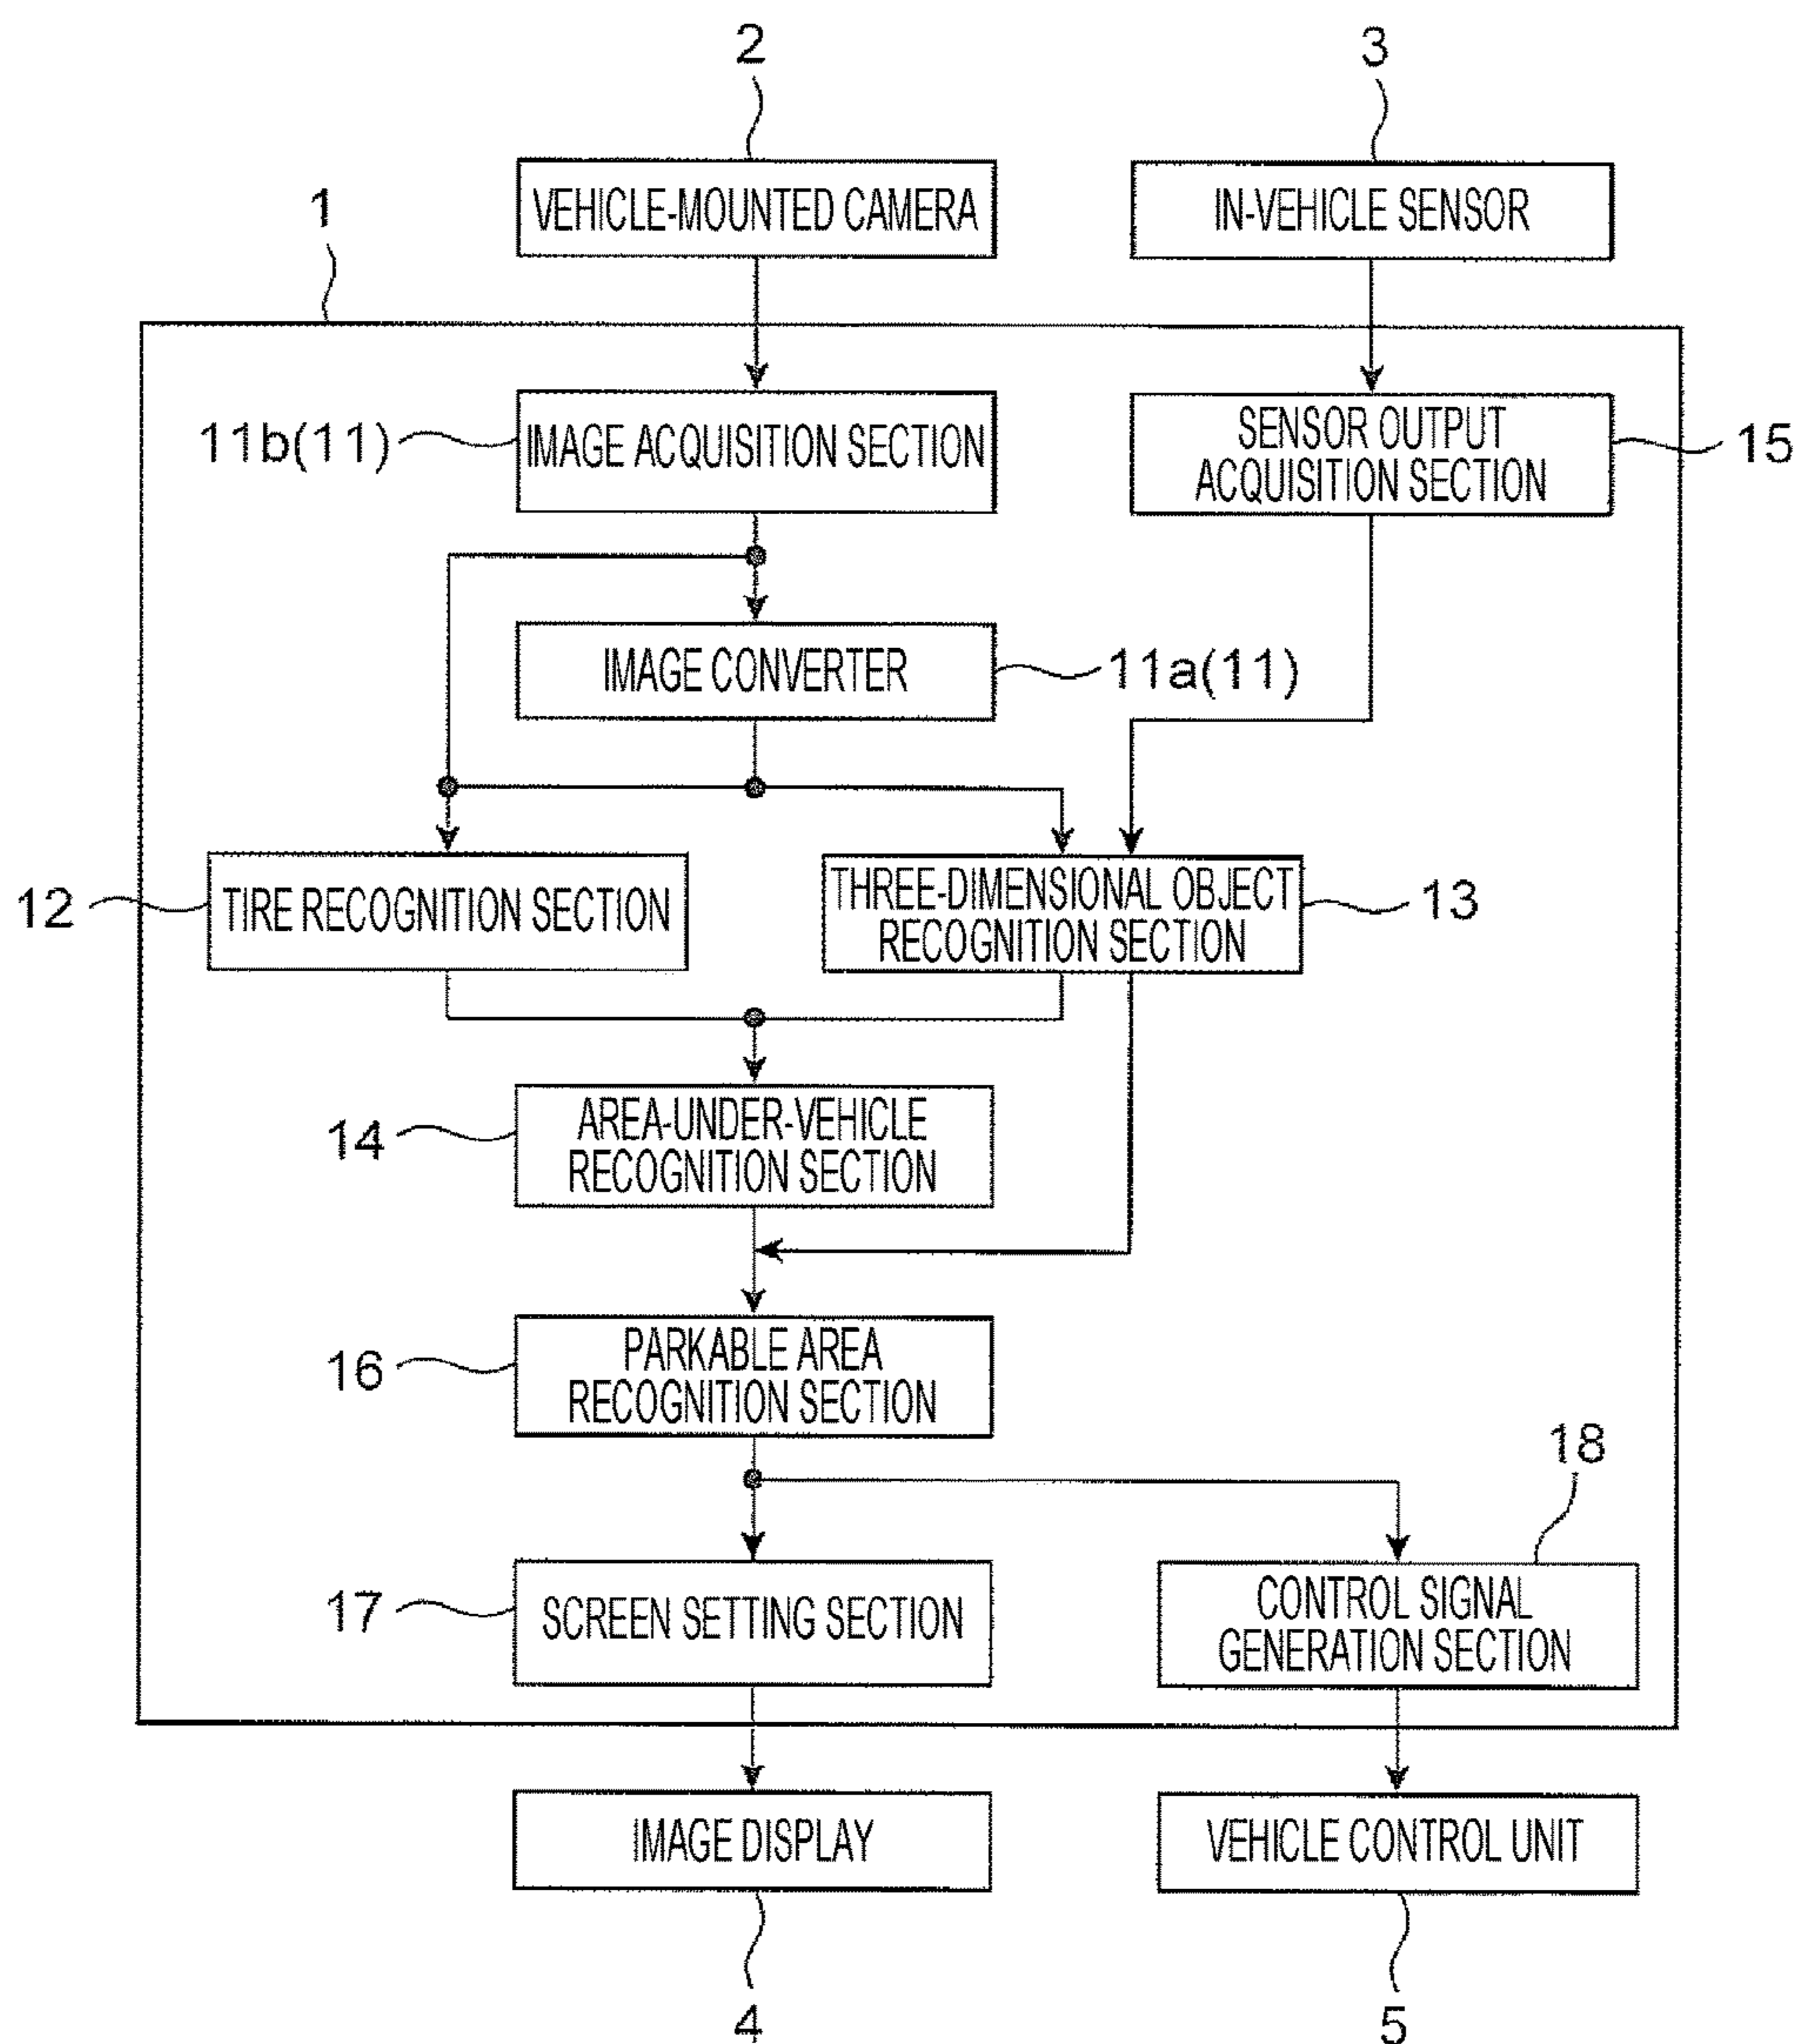 2
3
VEHICLE-MOUNTED CAMERA
IN-VEHICLE SENSOR
1
11b(11)
IMAGE ACQUISITION SECTION
SENSOR OUTPUT
ACQUISITION SECTION
15
IMAGE CONVERTER
11a(11)
12
TIRE RECOGNITION SECTION
THREE-DIMENSIONAL OBJECT
RECOGNITION SECTION
13
14
AREA-UNDER-VEHICLE
RECOGNITION SECTION
16
PARKABLE AREA
RECOGNITION SECTION
18
17
SCREEN SETTING SECTION
CONTROL SIGNAL
GENERATION SECTION
IMAGE DISPLAY
VEHICLE CONTROL UNIT
4
5